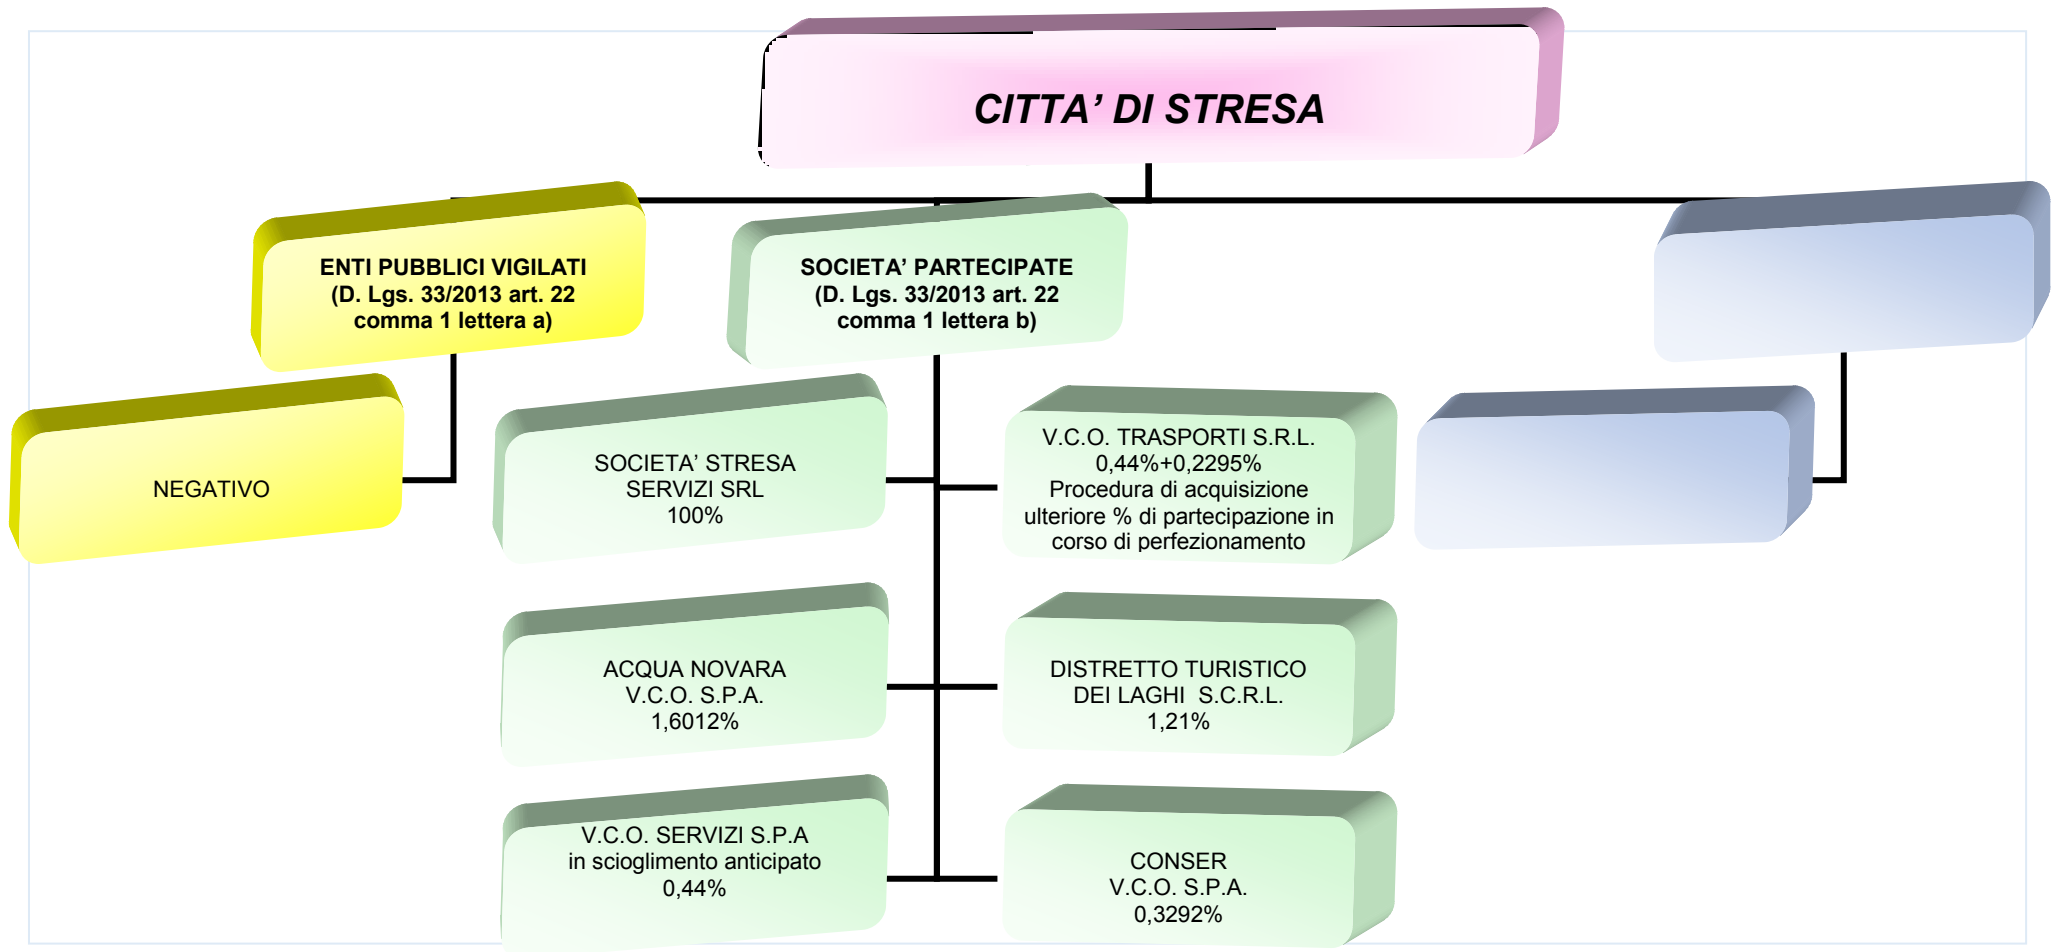 CITTA’ DI STRESA
ENTI PUBBLICI VIGILATI
(D. Lgs. 33/2013 art. 22
comma 1 lettera a)
SOCIETA’ PARTECIPATE
(D. Lgs. 33/2013 art. 22
comma 1 lettera b)
NEGATIVO
SOCIETA’ STRESA
SERVIZI SRL
100%
V.C.O. TRASPORTI S.R.L.
0,44%+0,2295%
Procedura di acquisizione
ulteriore % di partecipazione in
corso di perfezionamento
ACQUA NOVARA
V.C.O. S.P.A.
1,6012%
DISTRETTO TURISTICO
DEI LAGHI S.C.R.L.
1,21%
V.C.O. SERVIZI S.P.A
in scioglimento anticipato
0,44%
CONSER
V.C.O. S.P.A.
0,3292%